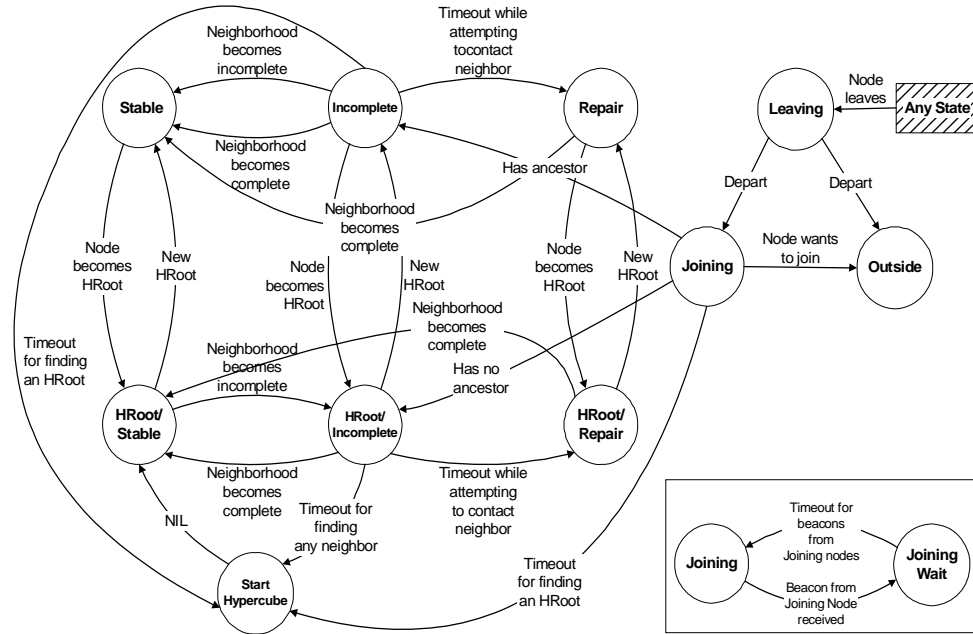 Neighborhood
becomes
incomplete
Timeout while
attempting
tocontact
neighbor
Stable
Incomplete
Repair
Leaving
Node
leaves
Any State
Neighborhood
becomes
complete
Has ancestor
Depart
Depart
Neighborhood
becomes
complete
Node
becomes
HRoot
New
HRoot
Node
becomes
HRoot
New
HRoot
Node
becomes
HRoot
New
HRoot
Joining
Node wants
to join
Outside
Neighborhood
becomes
complete
Timeout
for finding
an HRoot
Neighborhood
becomes
incomplete
Has no
ancestor
HRoot/
Stable
HRoot/
Incomplete
HRoot/
Repair
Neighborhood
becomes
complete
Timeout while
attempting
to contact
neighbor
NIL
Timeout for
finding
any neighbor
Start
Hypercube
Timeout
for finding
an HRoot
Timeout for
beacons
from
Joining nodes
Joining
Joining
Wait
Beacon from
Joining Node
received